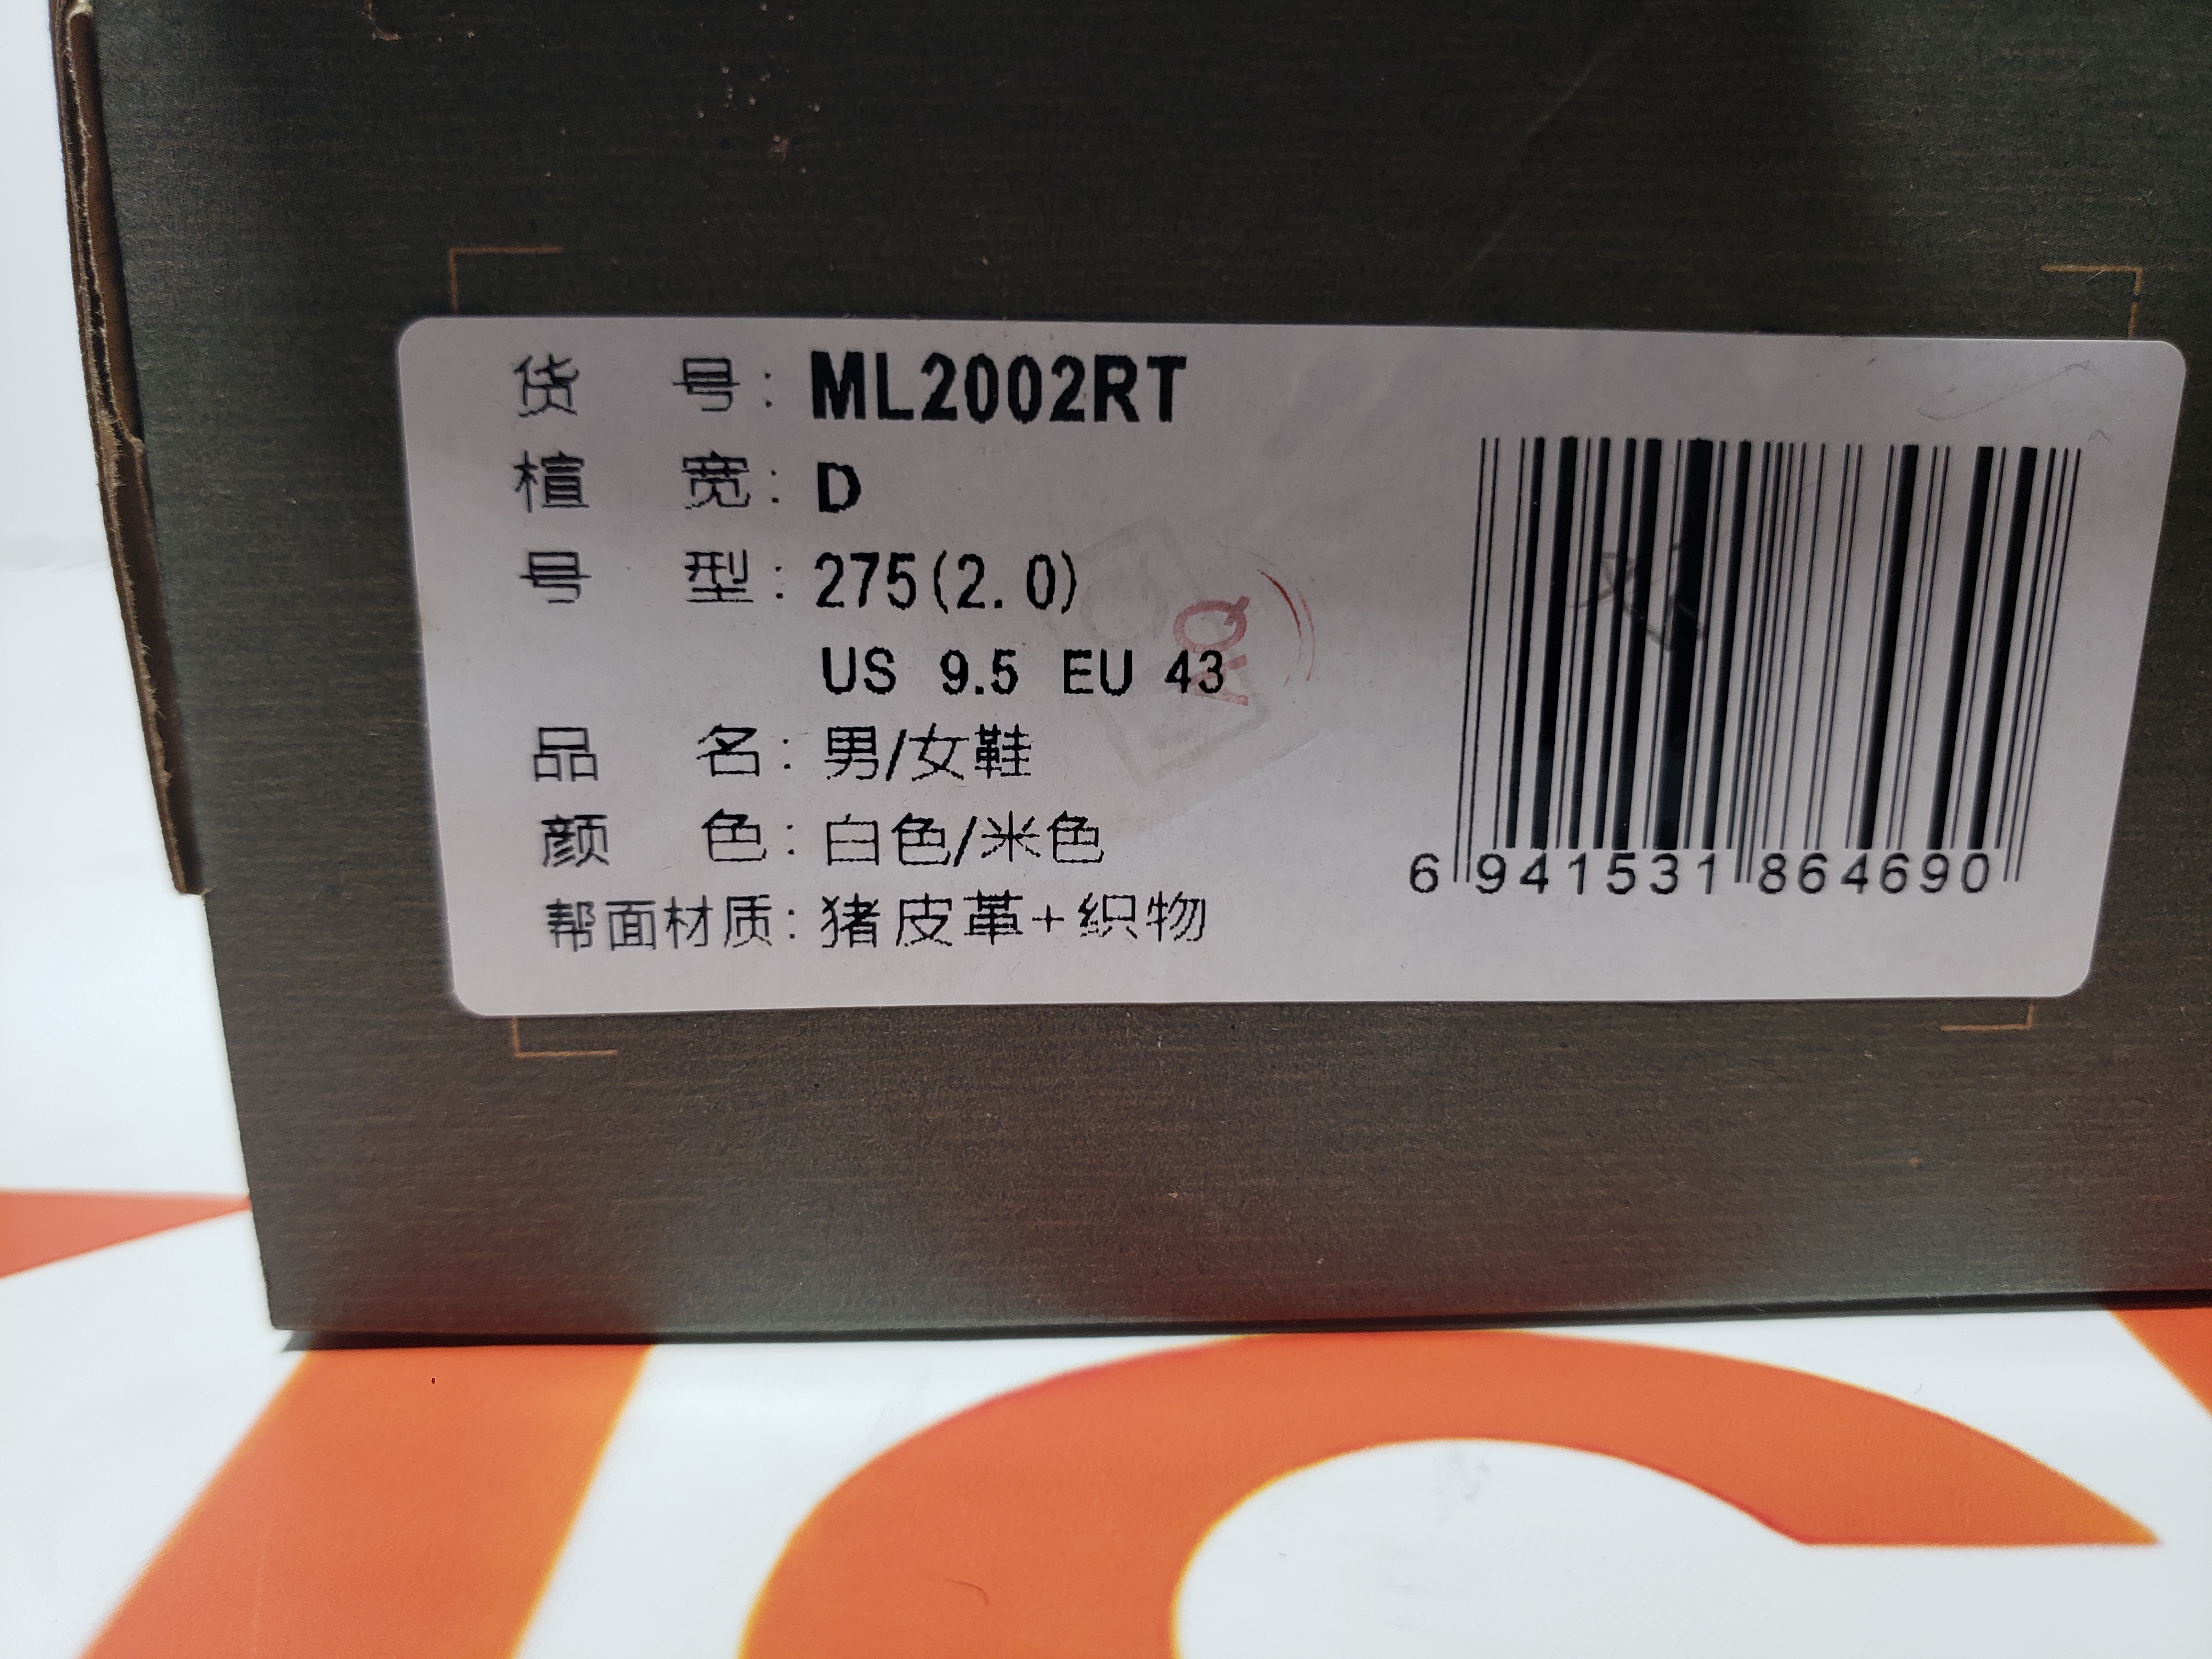 货 号: ML2002RT
楦 宽: D
号 型: 275(2.0)
US 9.5 EU 43
品 名: 男/女鞋
颜 色: 白色/米色
帮面材质: 猪皮革+织物
6 941531 864690